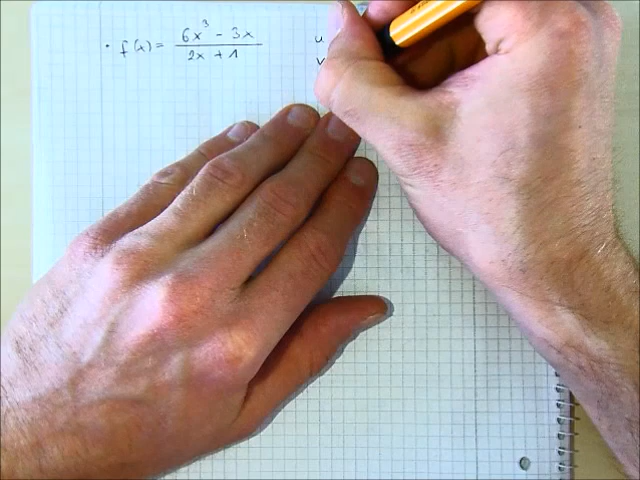 • f(x) = (6x³ - 3x)/(2x + 1)
u
v